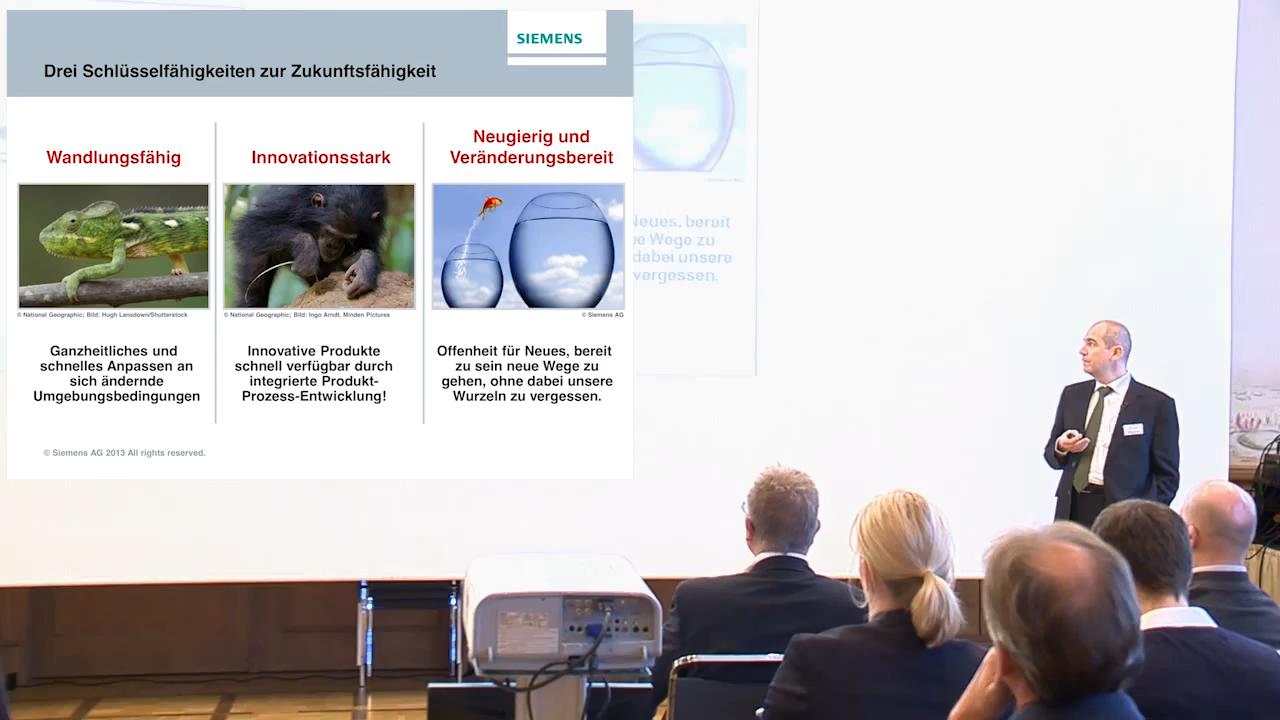 SIEMENS
Drei Schlüsselfähigkeiten zur Zukunftsfähigkeit
Wandlungsfähig
Innovationsstark
Neugierig und
Veränderungsbereit
© National Geographic; Bild: Hugh Lansdown/Shutterstock
© National Geographic; Bild: Ingo Arndt, Minden Pictures
© Siemens AG
Ganzheitliches und
schnelles Anpassen an
sich ändernde
Umgebungsbedingungen
Innovative Produkte
schnell verfügbar durch
integrierte Produkt-
Prozess-Entwicklung!
Offenheit für Neues, bereit
zu sein neue Wege zu
gehen, ohne dabei unsere
Wurzeln zu vergessen.
© Siemens AG 2013 All rights reserved.
Neues, bereit
Wege zu
dabei unsere
vergessen.